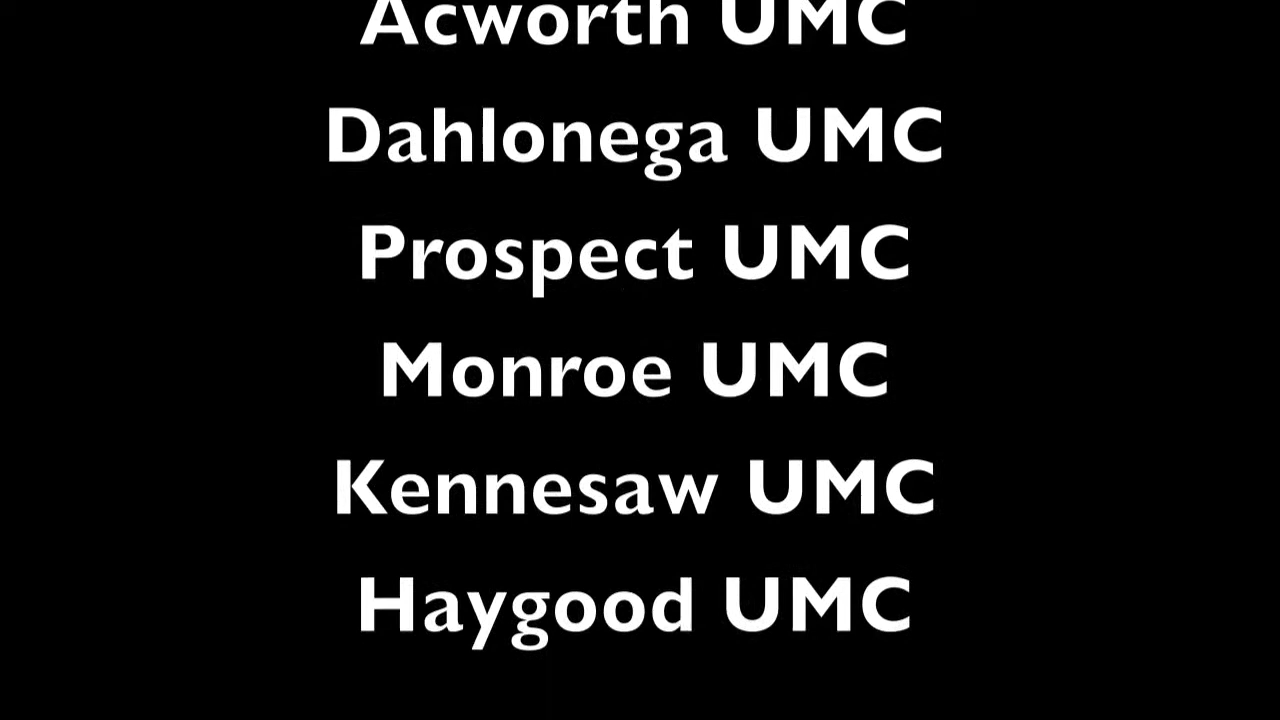 Acworth UMC
Dahlonega UMC
Prospect UMC
Monroe UMC
Kennesaw UMC
Haygood UMC